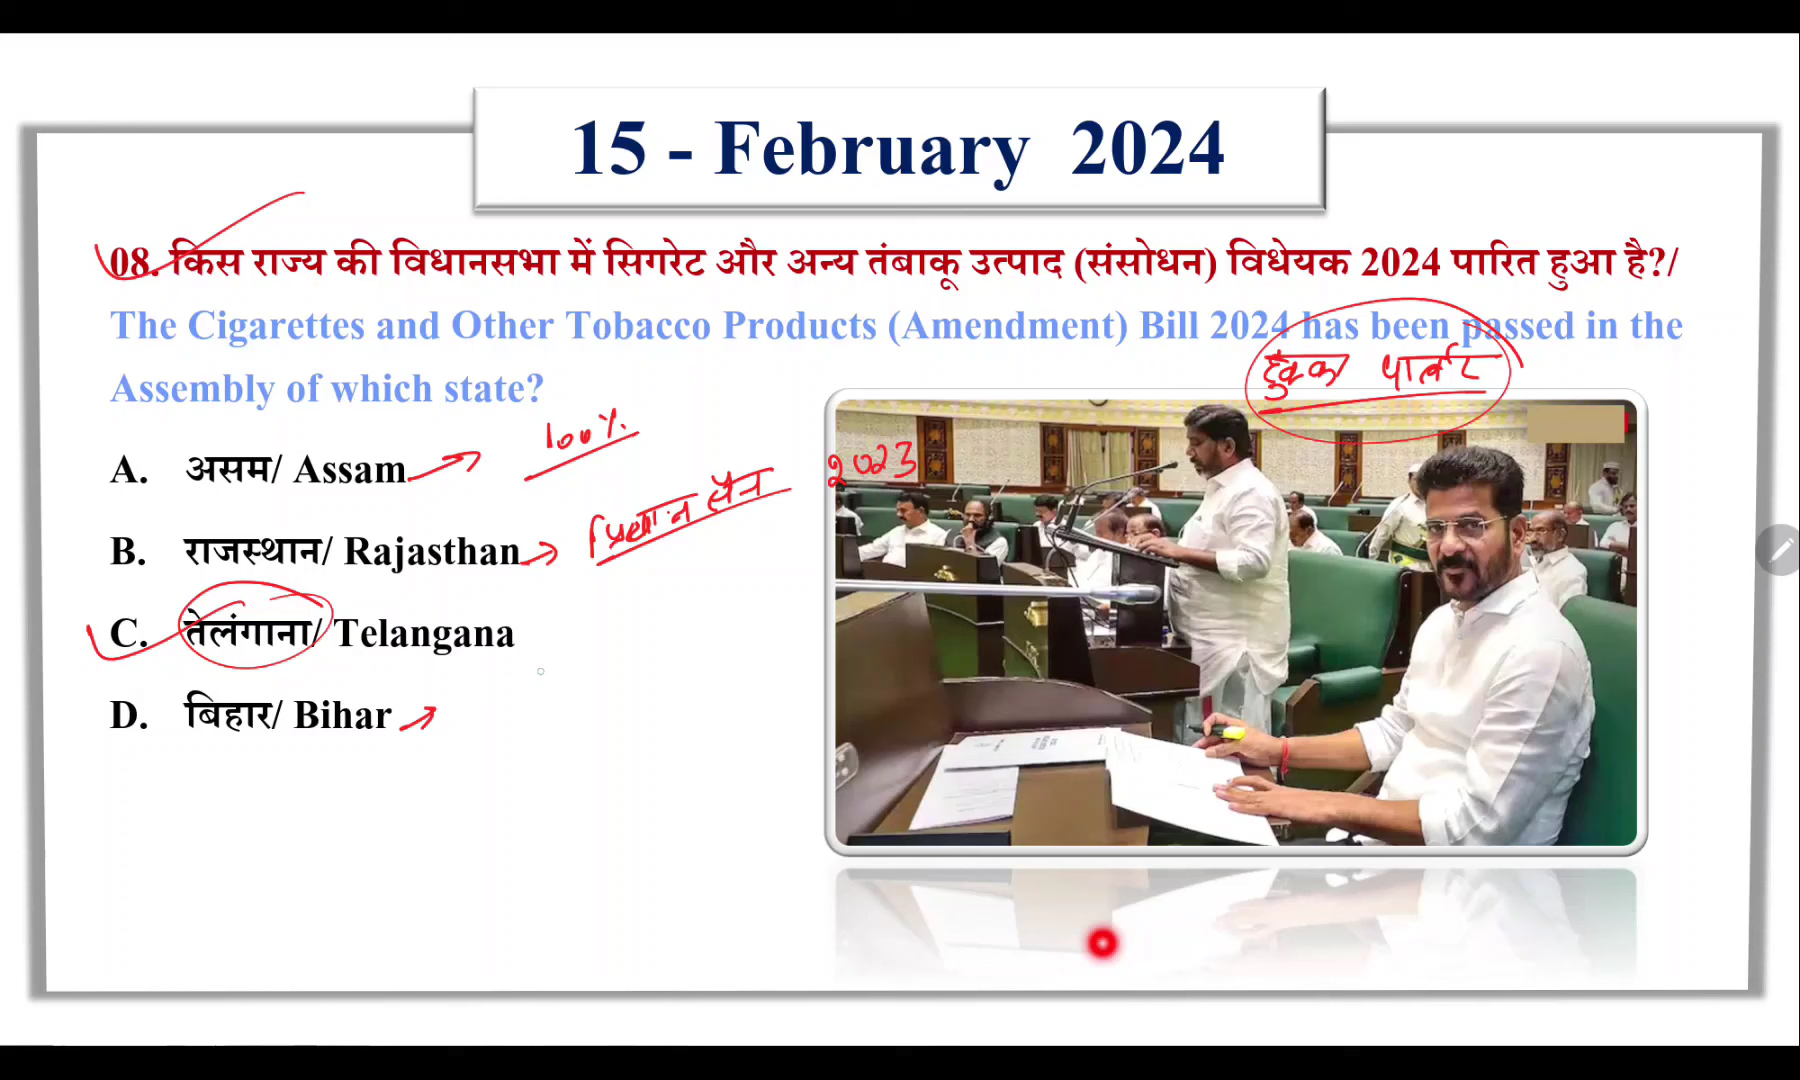 15 - February 2024
08. किस राज्य की विधानसभा में सिगरेट और अन्य तंबाकू उत्पाद (संसोधन) विधेयक 2024 पारित हुआ है?/
The Cigarettes and Other Tobacco Products (Amendment) Bill 2024 has been passed in the
Assembly of which state?
हुक्का पार्लर
A. असम/ Assam
100%
2023
B. राजस्थान/ Rajasthan
C. तेलंगाना/ Telangana
D. बिहार/ Bihar